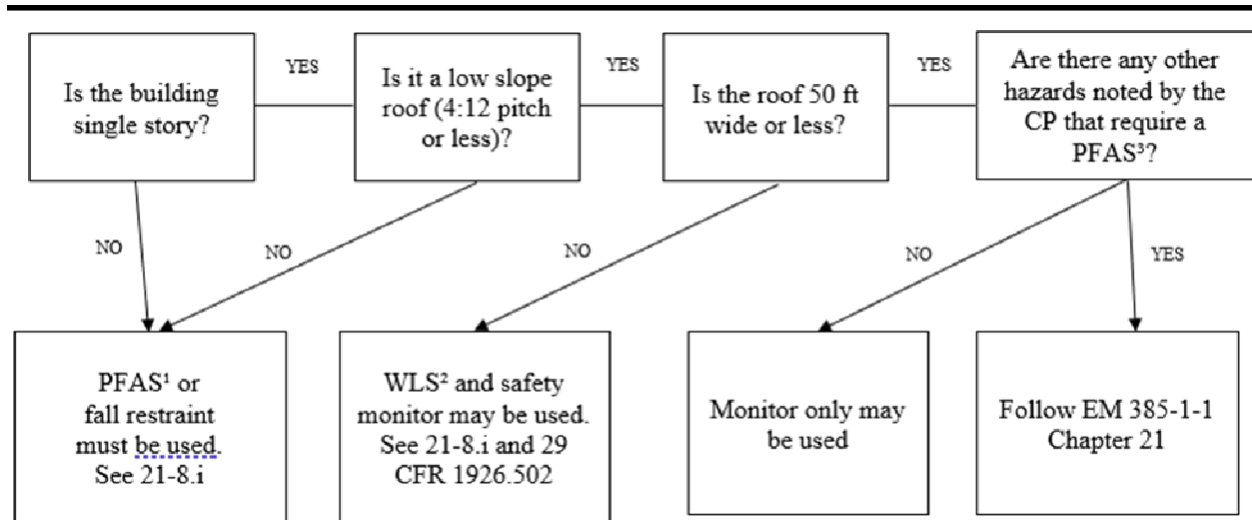 Is the building
single story?
YES
Is it a low slope
roof (4:12 pitch
or less)?
YES
Is the roof 50 ft
wide or less?
YES
Are there any other
hazards noted by the
CP that require a
PFAS³?
NO
NO
NO
NO
YES
PFAS¹ or
fall restraint
must be used.
See 21-8.i
WLS² and safety
monitor may be used.
See 21-8.i and 29
CFR 1926.502
Monitor only may
be used
Follow EM 385-1-1
Chapter 21